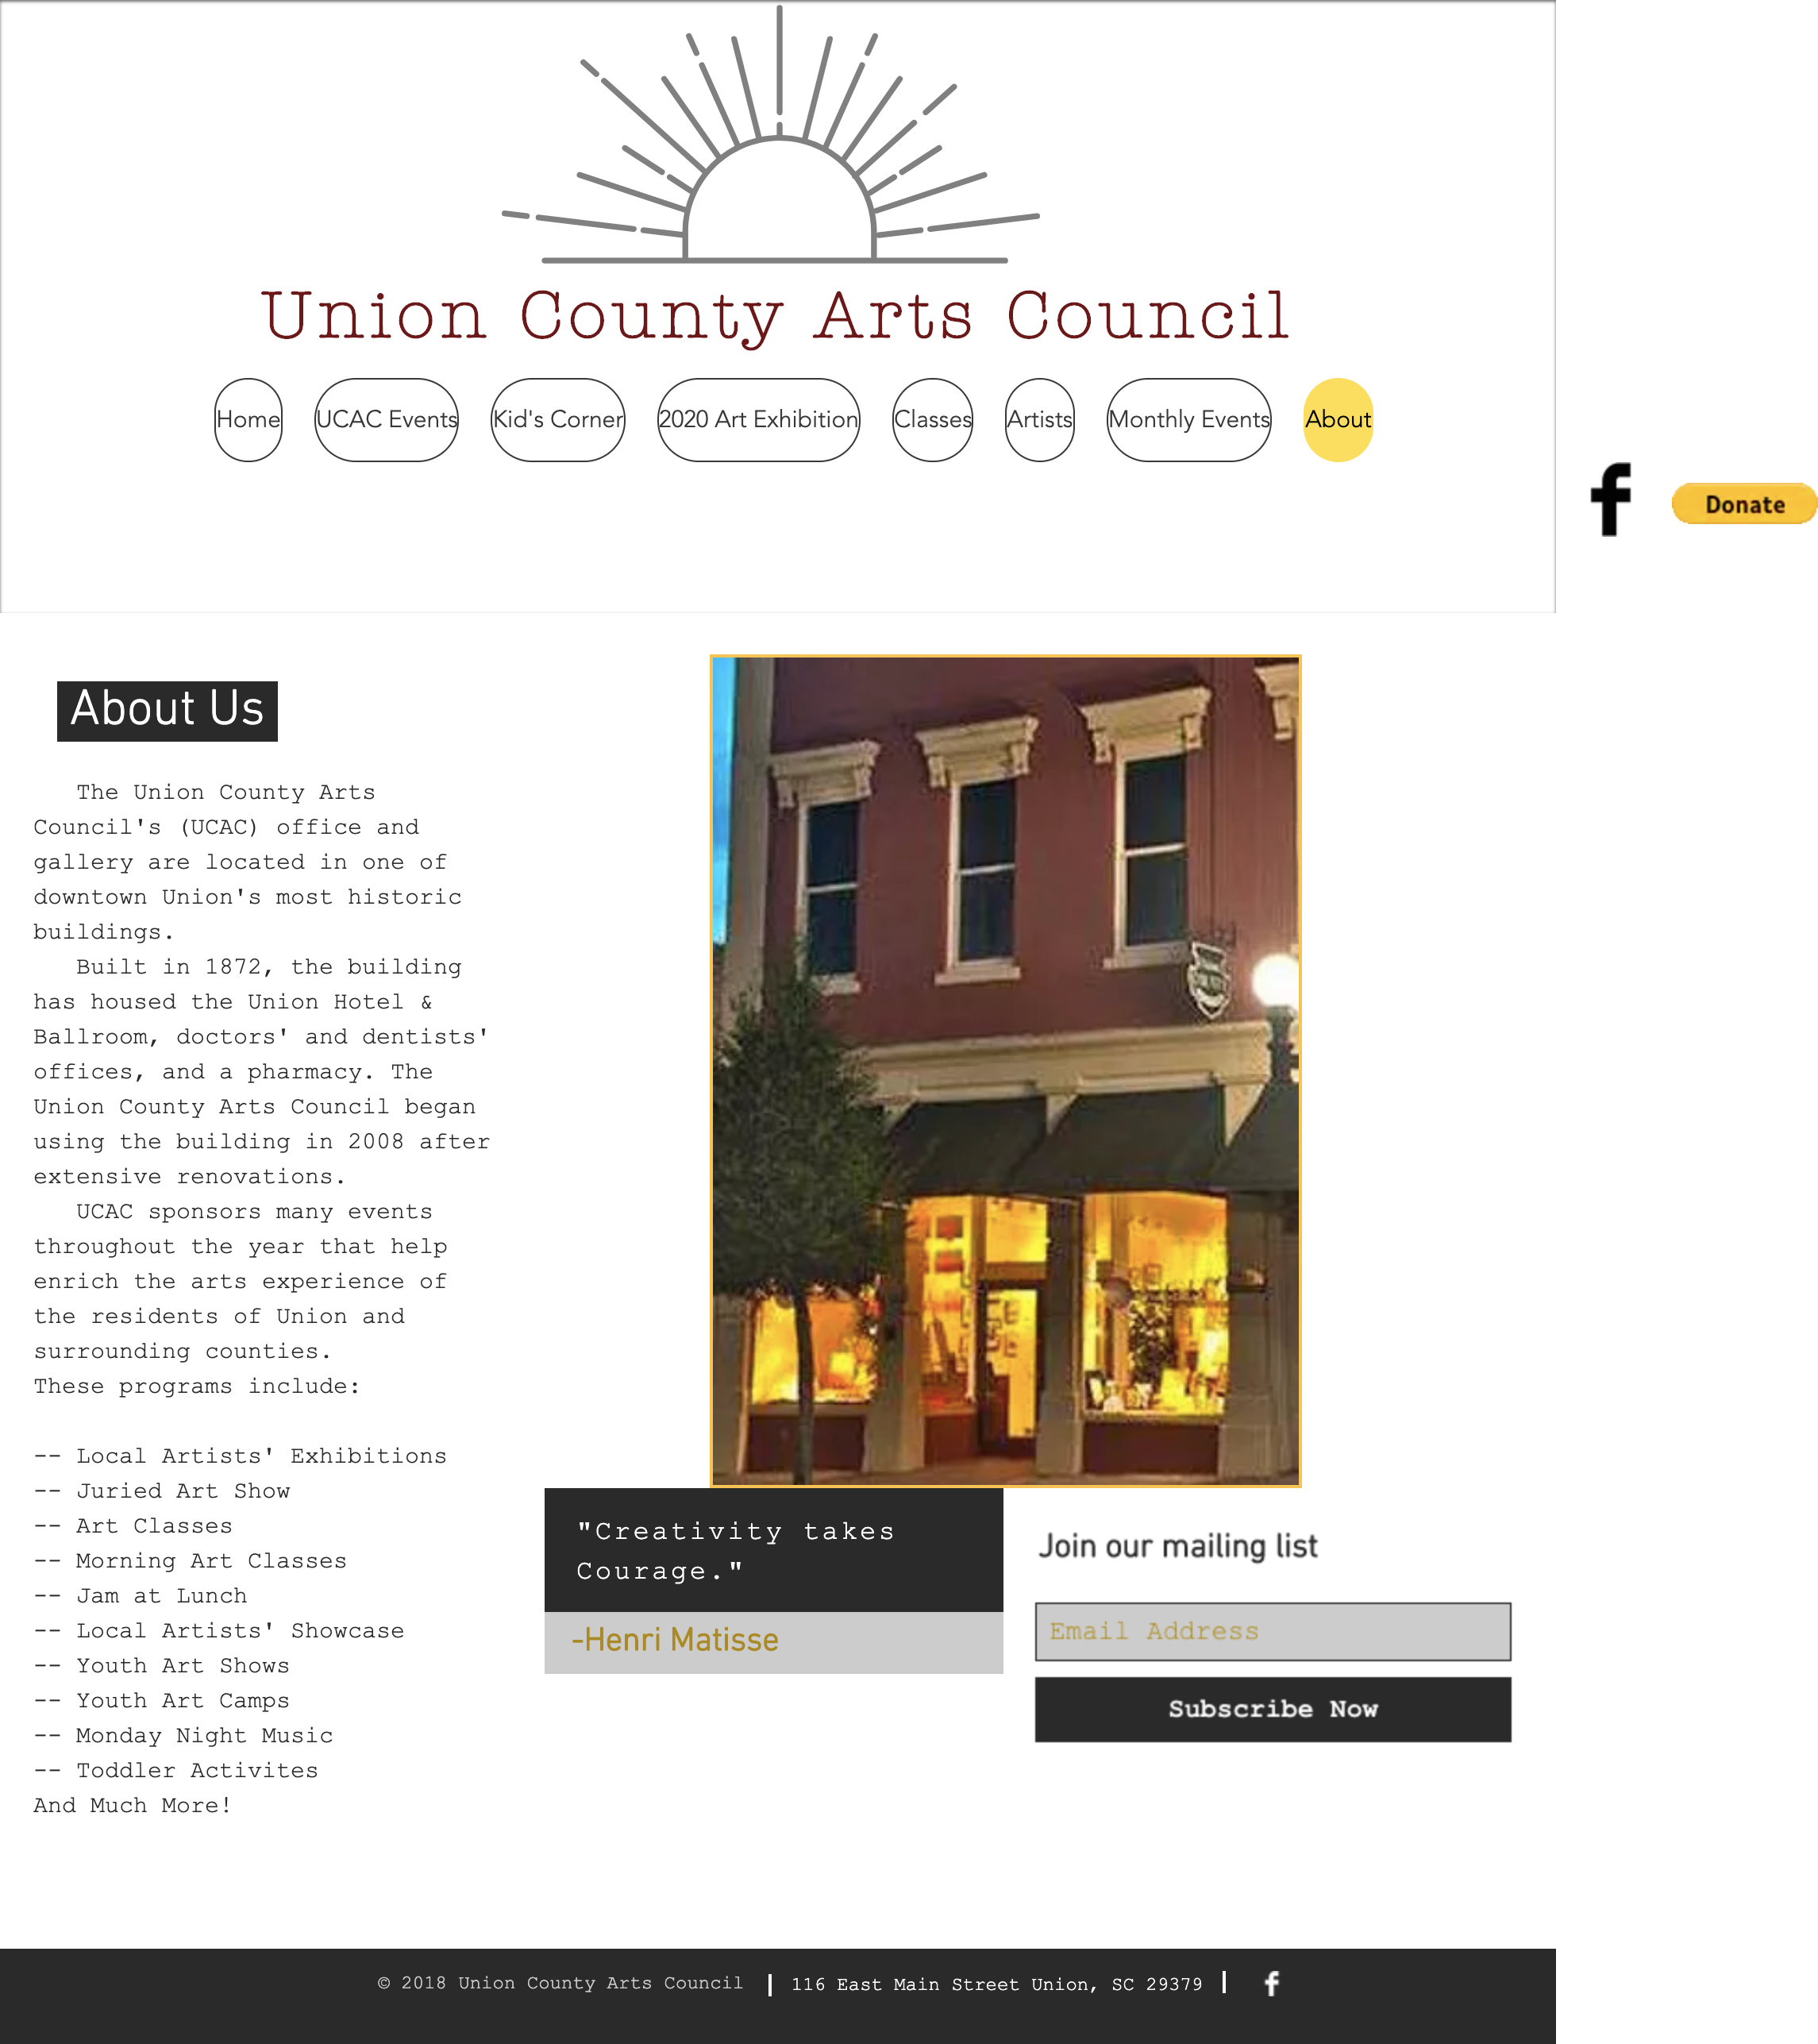 Union County Arts Council
Home
UCAC Events
Kid's Corner
2020 Art Exhibition
Classes
Artists
Monthly Events
About
f
Donate
About Us
The Union County Arts
Council's (UCAC) office and
gallery are located in one of
downtown Union's most historic
buildings.
Built in 1872, the building
has housed the Union Hotel &
Ballroom, doctors' and dentists'
offices, and a pharmacy. The
Union County Arts Council began
using the building in 2008 after
extensive renovations.
UCAC sponsors many events
throughout the year that help
enrich the arts experience of
the residents of Union and
surrounding counties.
These programs include:
-- Local Artists' Exhibitions
-- Juried Art Show
-- Art Classes
-- Morning Art Classes
-- Jam at Lunch
-- Local Artists' Showcase
-- Youth Art Shows
-- Youth Art Camps
-- Monday Night Music
-- Toddler Activites
And Much More!
"Creativity takes
Courage."
-Henri Matisse
Join our mailing list
Email Address
Subscribe Now
© 2018 Union County Arts Council | 116 East Main Street Union, SC 29379 | f